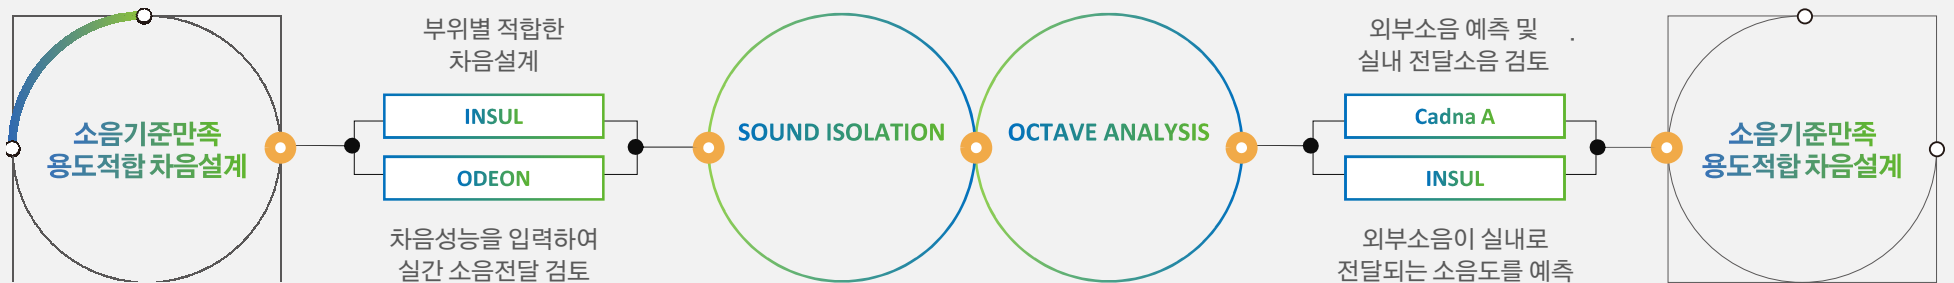 소음기준만족
용도적합 차음설계
부위별 적합한
차음설계
INSUL
ODEON
차음성능을 입력하여
실간 소음전달 검토
SOUND ISOLATION
OCTAVE ANALYSIS
외부소음 예측 및 .
실내 전달소음 검토
Cadna A
INSUL
외부소음이 실내로
전달되는 소음도를 예측
소음기준만족
용도적합 차음설계